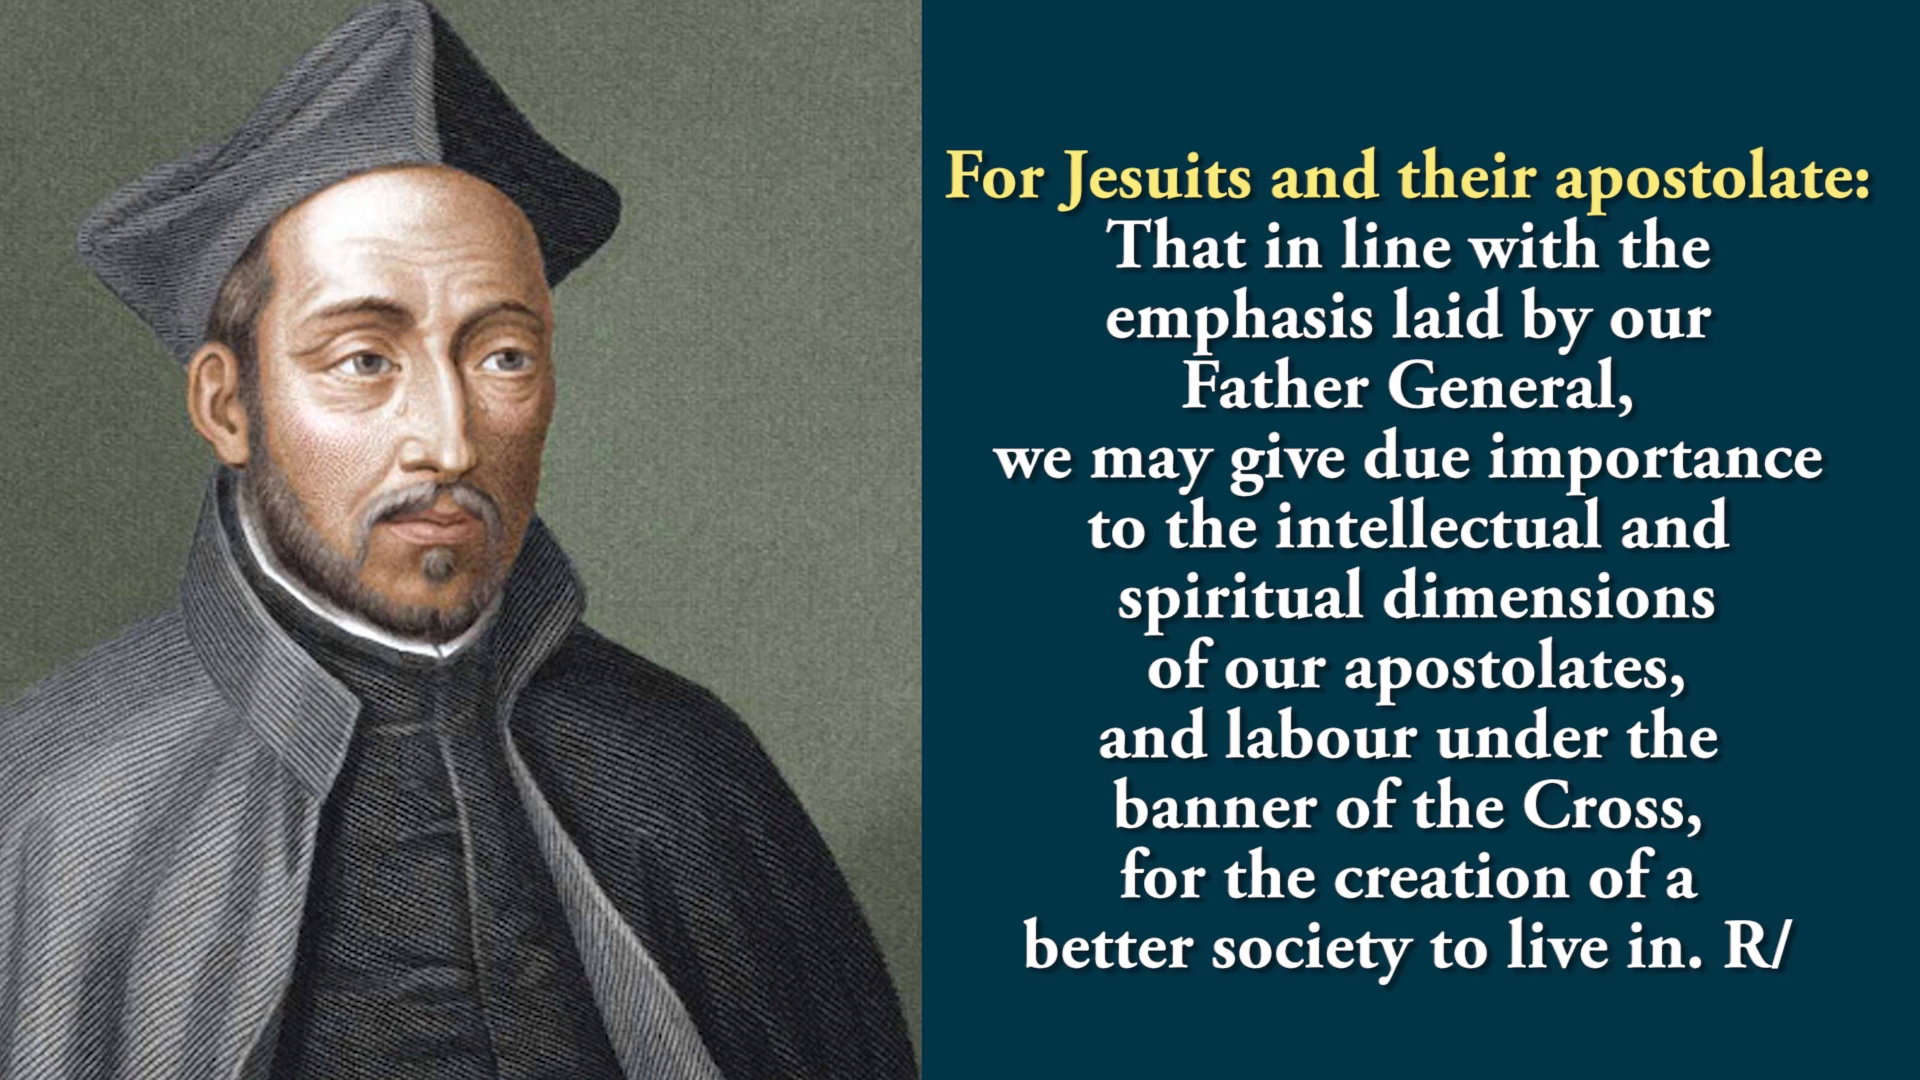 For Jesuits and their apostolate:
That in line with the
emphasis laid by our
Father General,
we may give due importance
to the intellectual and
spiritual dimensions
of our apostolates,
and labour under the
banner of the Cross,
for the creation of a
better society to live in. R/